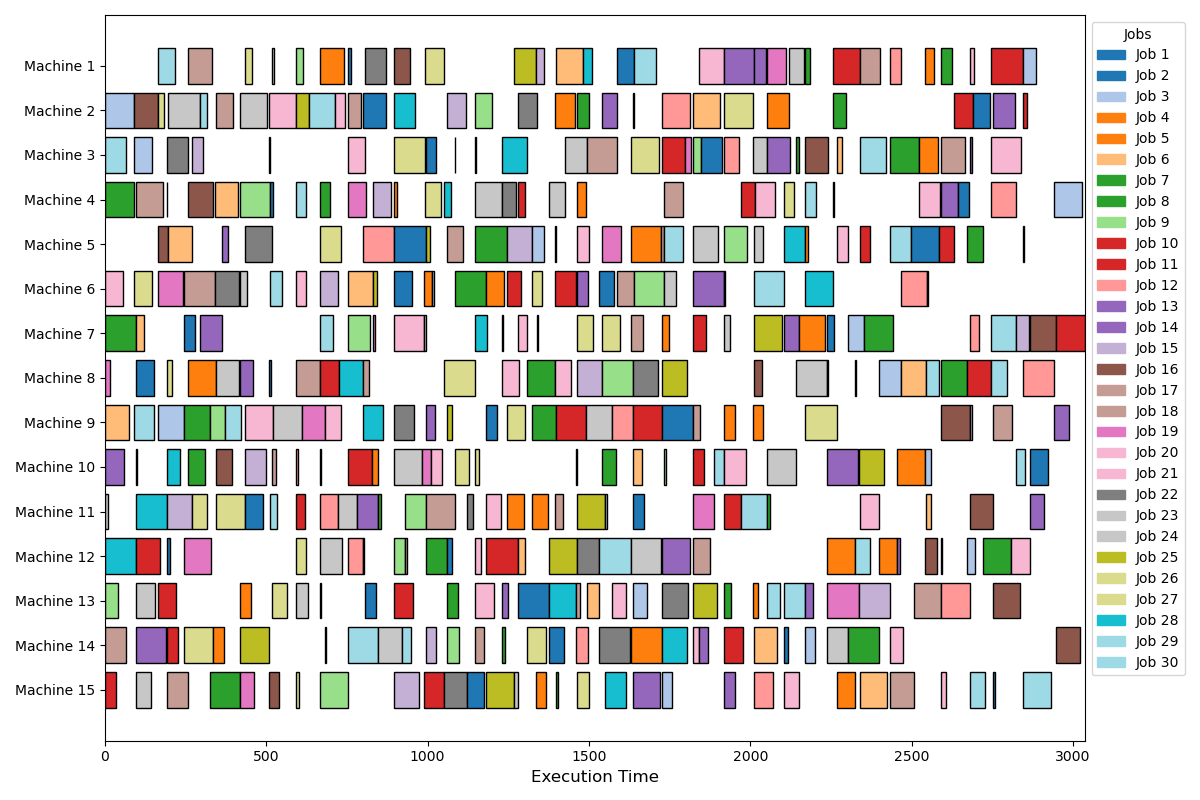 Machine 1
Machine 2
Machine 3
Machine 4
Machine 5
Machine 6
Machine 7
Machine 8
Machine 9
Machine 10
Machine 11
Machine 12
Machine 13
Machine 14
Machine 15
0 500 1000 1500 2000 2500 3000
Execution Time
Jobs
Job 1
Job 2
Job 3
Job 4
Job 5
Job 6
Job 7
Job 8
Job 9
Job 10
Job 11
Job 12
Job 13
Job 14
Job 15
Job 16
Job 17
Job 18
Job 19
Job 20
Job 21
Job 22
Job 23
Job 24
Job 25
Job 26
Job 27
Job 28
Job 29
Job 30